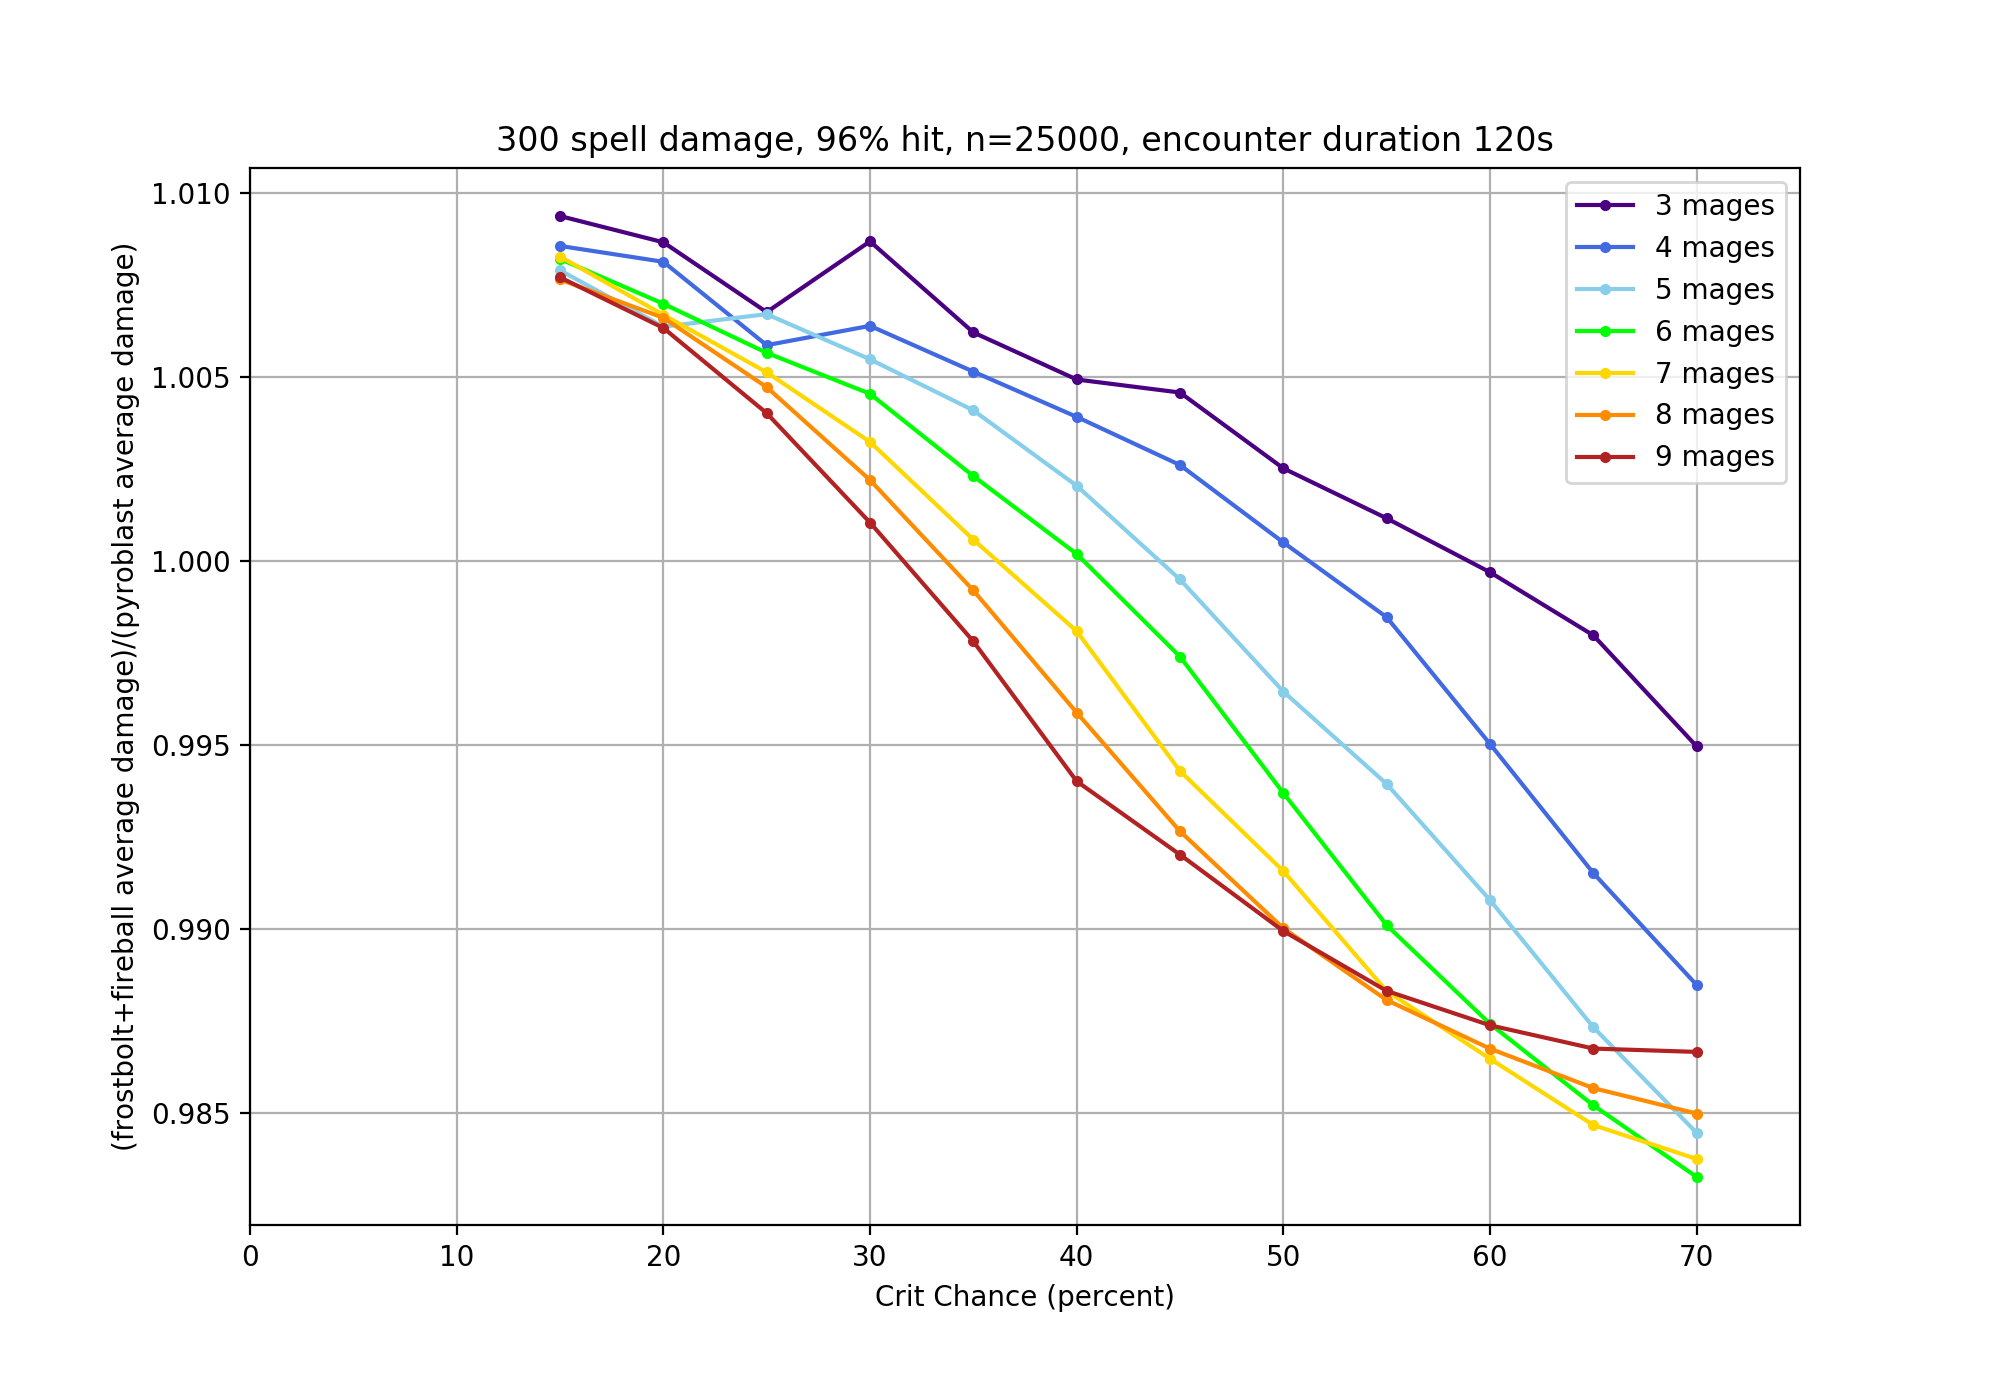 300 spell damage, 96% hit, n=25000, encounter duration 120s
(frostbolt+fireball average damage)/(pyroblast average damage)
1.010
1.005
1.000
0.995
0.990
0.985
3 mages
4 mages
5 mages
6 mages
7 mages
8 mages
9 mages
0 10 20 30 40 50 60 70
Crit Chance (percent)